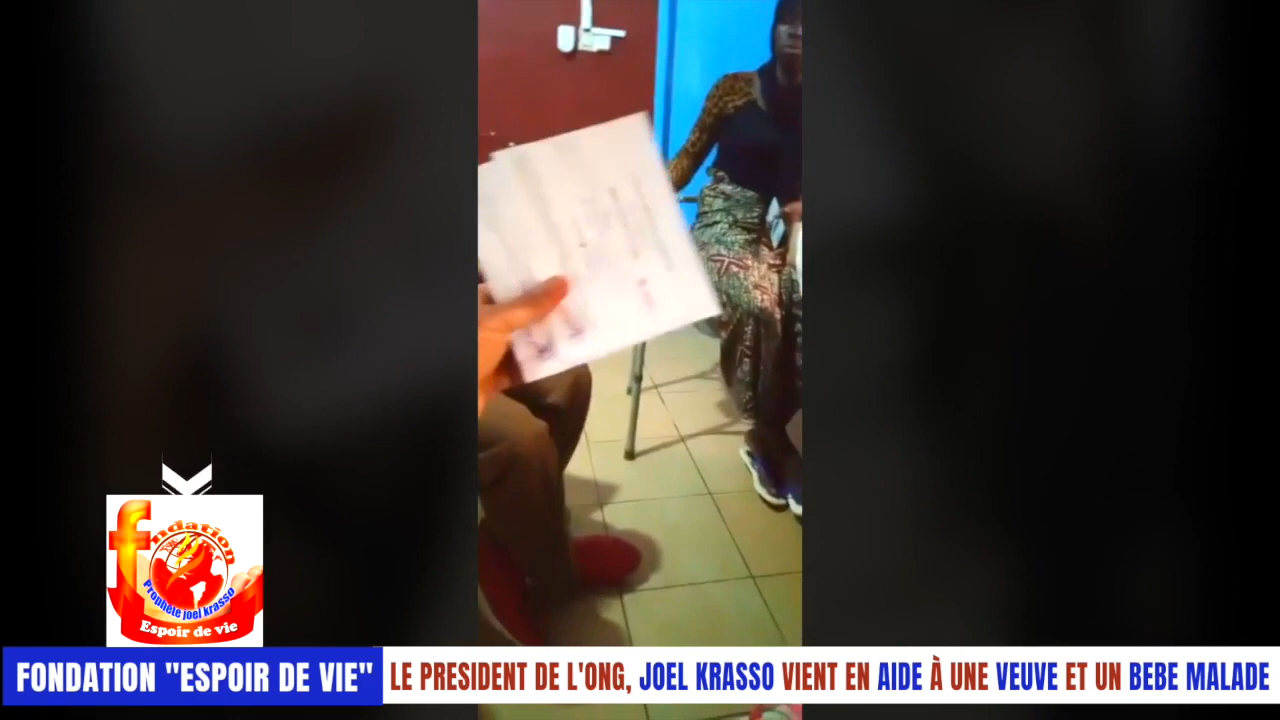 Fondation
Prophète joel krasso
Espoir de vie
FONDATION "ESPOIR DE VIE"
LE PRESIDENT DE L'ONG, JOEL KRASSO VIENT EN AIDE À UNE VEUVE ET UN BEBE MALADE